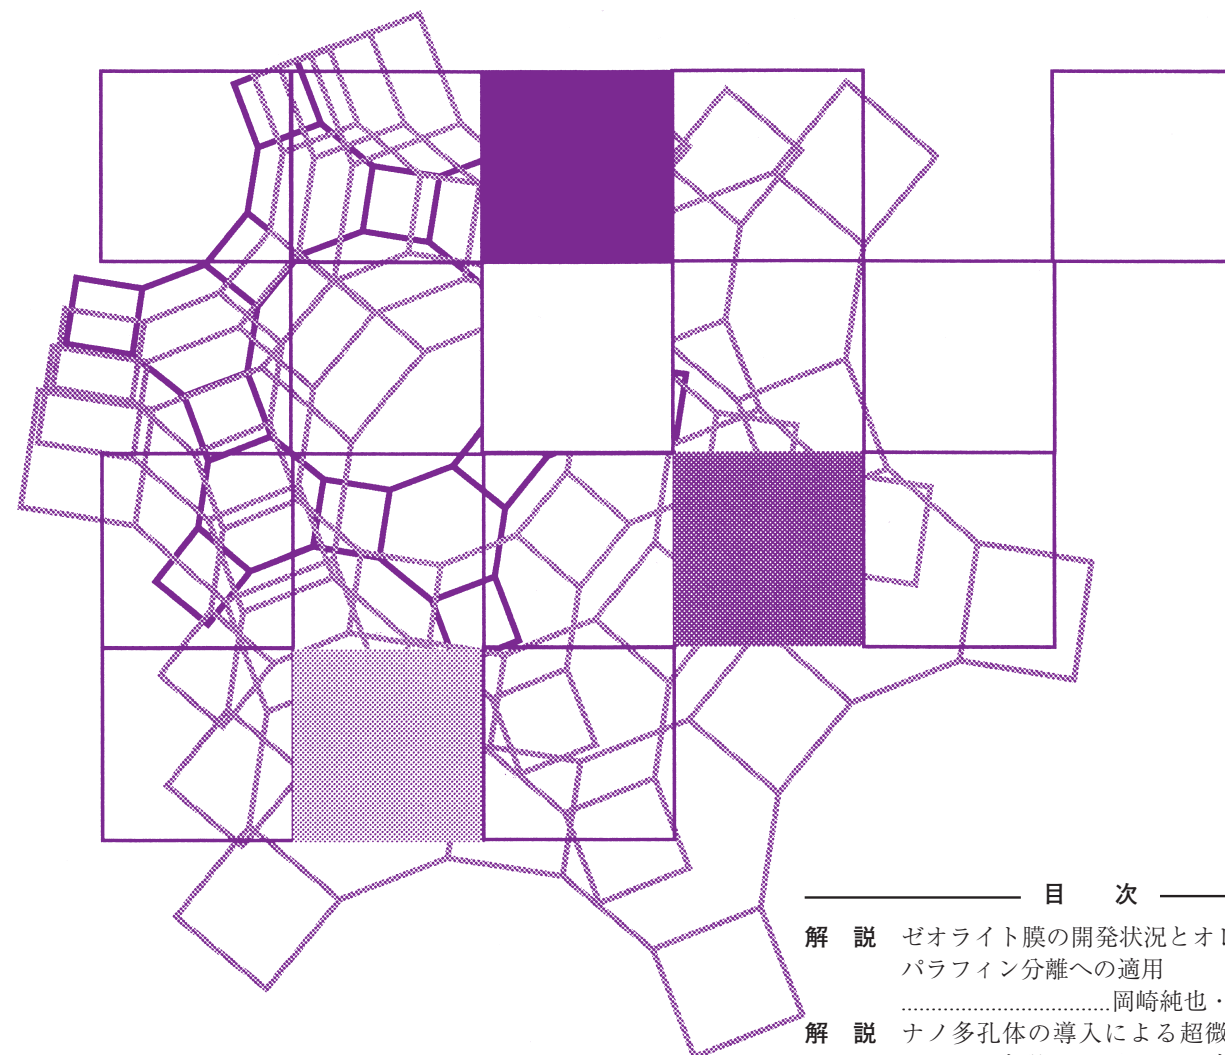 目 次
解 説 ゼオライト膜の開発状況とオレ
パラフィン分離への適用
...................................岡崎純也・
解 説 ナノ多孔体の導入による超微